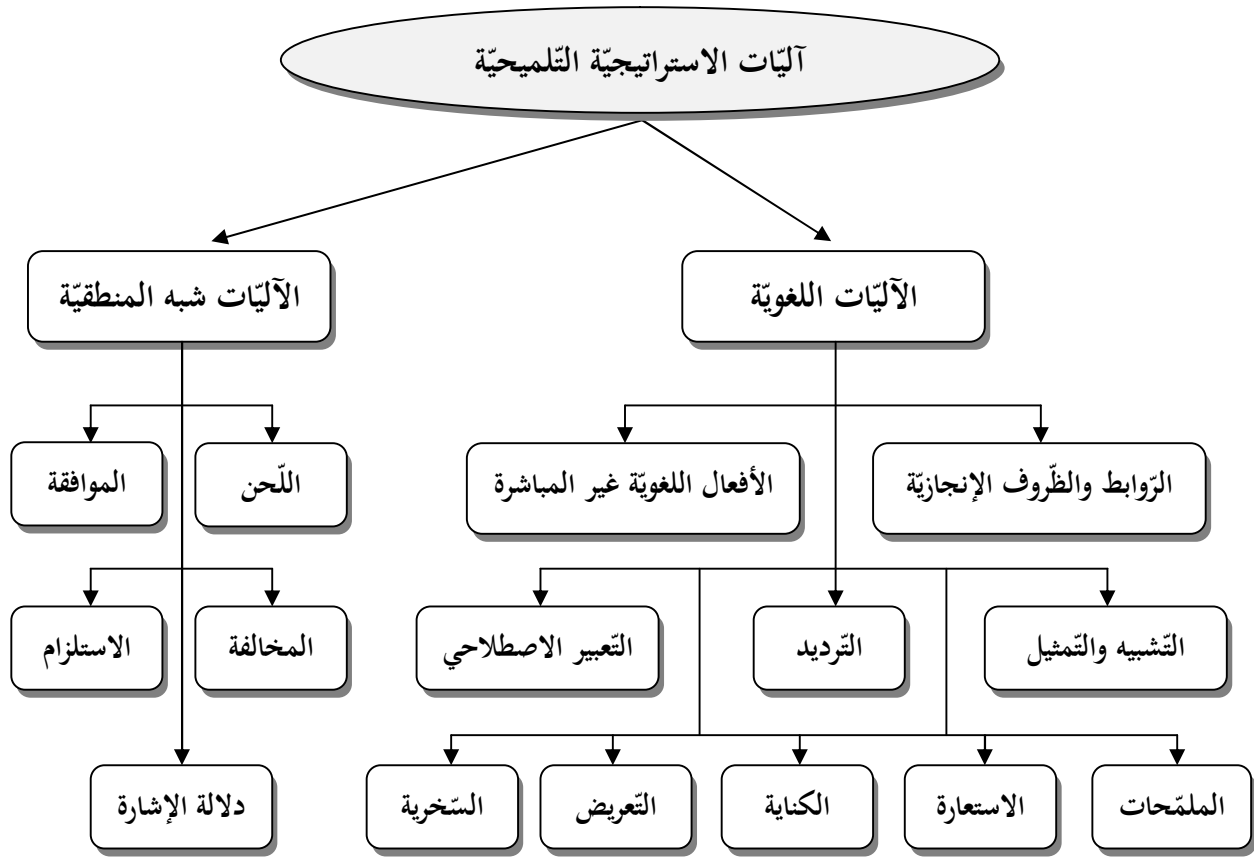 آليّات الاستراتيجيّة التّلميحيّة
الآليّات اللغويّة
الآليّات شبه المنطقيّة
الرّوابط والظّروف الإنجازيّة
الأفعال اللغويّة غير المباشرة
اللّحن
الموافقة
التّشبيه والتّمثيل
التّرديد
التّعبير الاصطلاحي
المخالفة
الاستلزام
الملمّحات
الاستعارة
الكناية
التّعريض
السّخرية
دلالة الإشارة